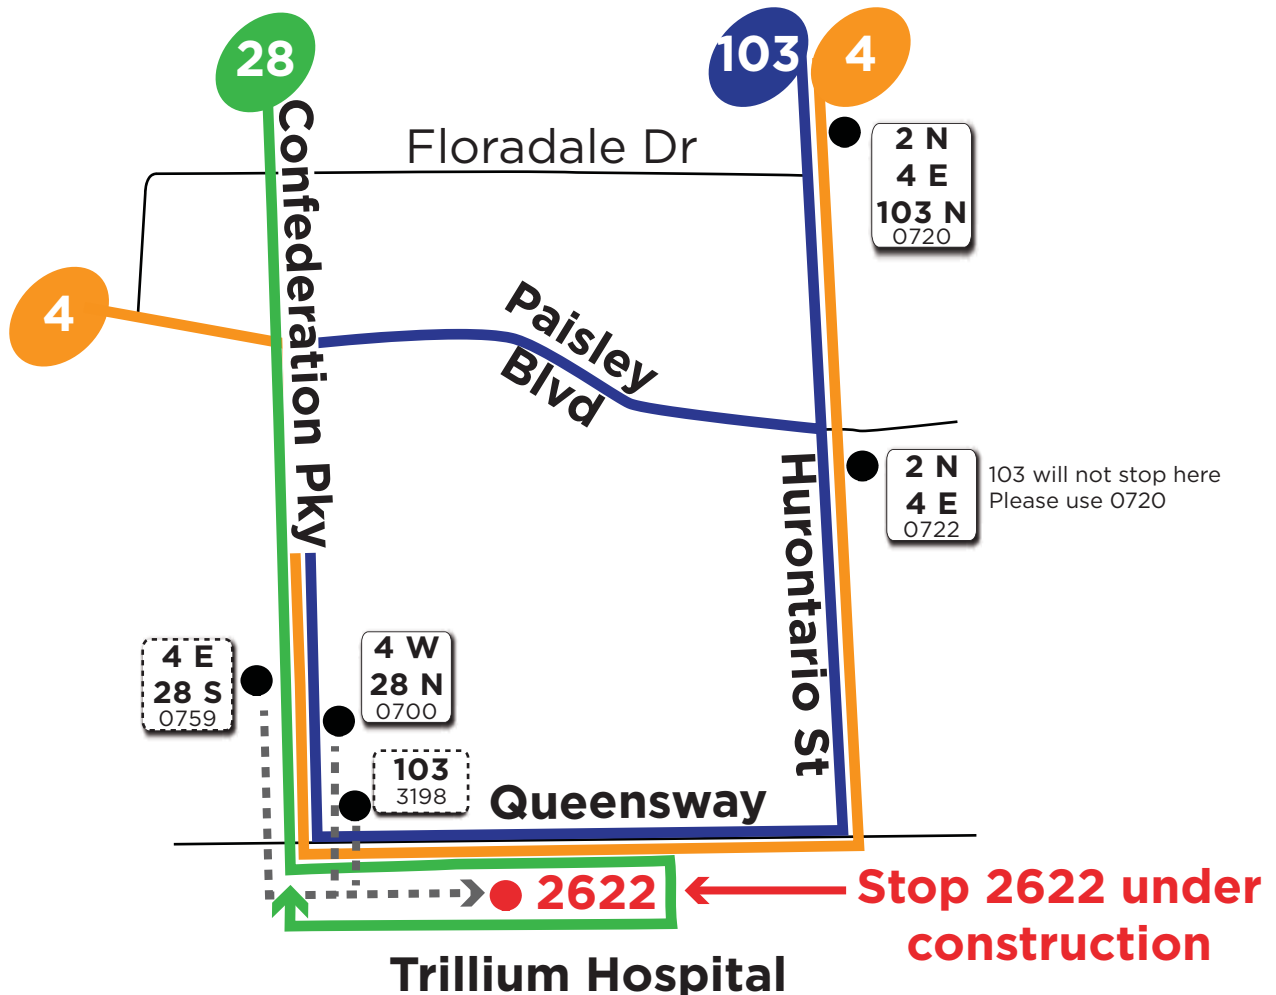 28
103
4
Floradale Dr
Confederation Pky
2 N
4 E
103 N
0720
4
Paisley
Blvd
Hurontario St
2 N
4 E
0722
103 will not stop here
Please use 0720
4 E
28 S
0759
4 W
28 N
0700
103
3198
Queensway
2622
Stop 2622 under
construction
Trillium Hospital